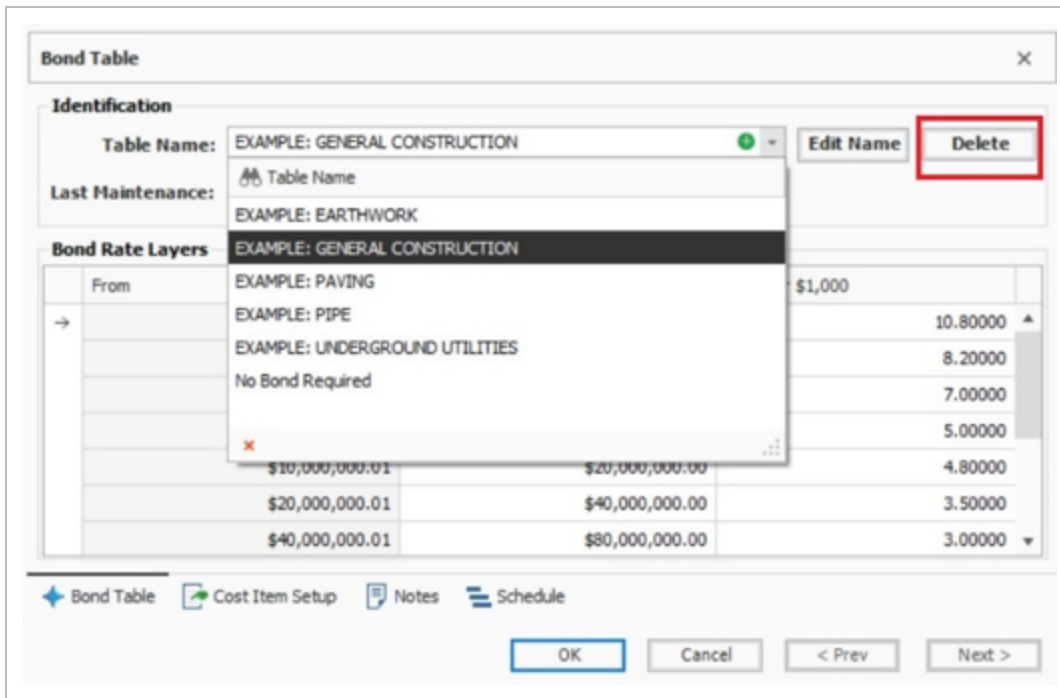 Bond Table
Identification
Table Name: EXAMPLE: GENERAL CONSTRUCTION Edit Name Delete
Table Name
Last Maintenance:
EXAMPLE: EARTHWORK
Bond Rate Layers EXAMPLE: GENERAL CONSTRUCTION
From EXAMPLE: PAVING $1,000
EXAMPLE: PIPE 10.80000
EXAMPLE: UNDERGROUND UTILITIES 8.20000
No Bond Required 7.00000
5.00000
$10,000,000.01 $20,000,000.00 4.80000
$20,000,000.01 $40,000,000.00 3.50000
$40,000,000.01 $80,000,000.00 3.00000
Bond Table Cost Item Setup Notes Schedule
OK Cancel < Prev Next >